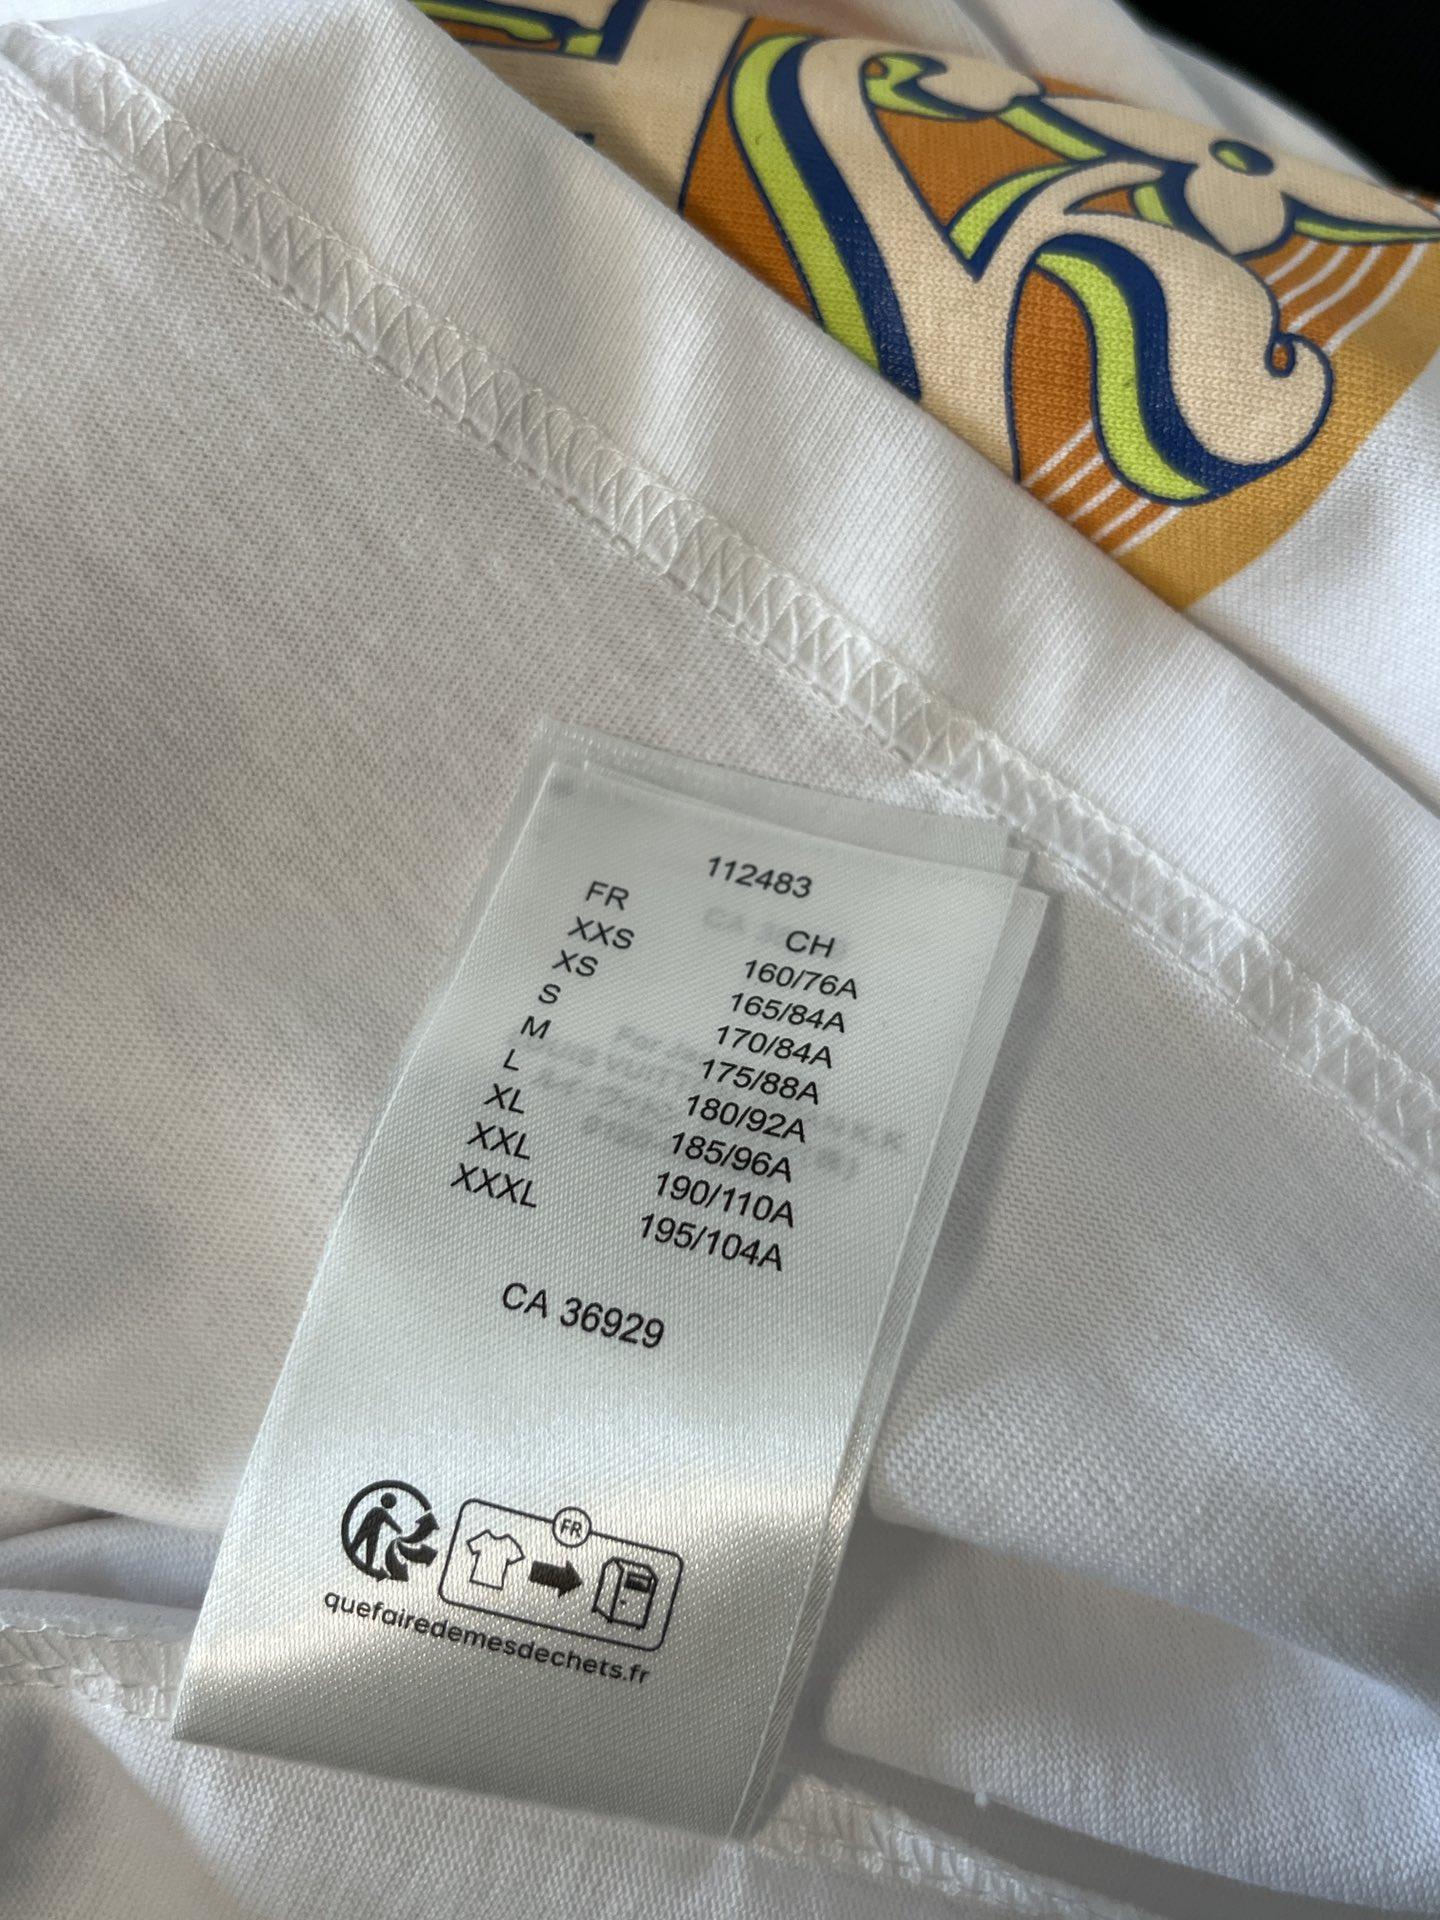 112483
FR CH
XXS 160/76A
XS 165/84A
S 170/84A
M 175/88A
L 180/92A
XL 185/96A
XXL 190/110A
XXXL 195/104A
CA 36929
FR
quefairedemesdechets.fr